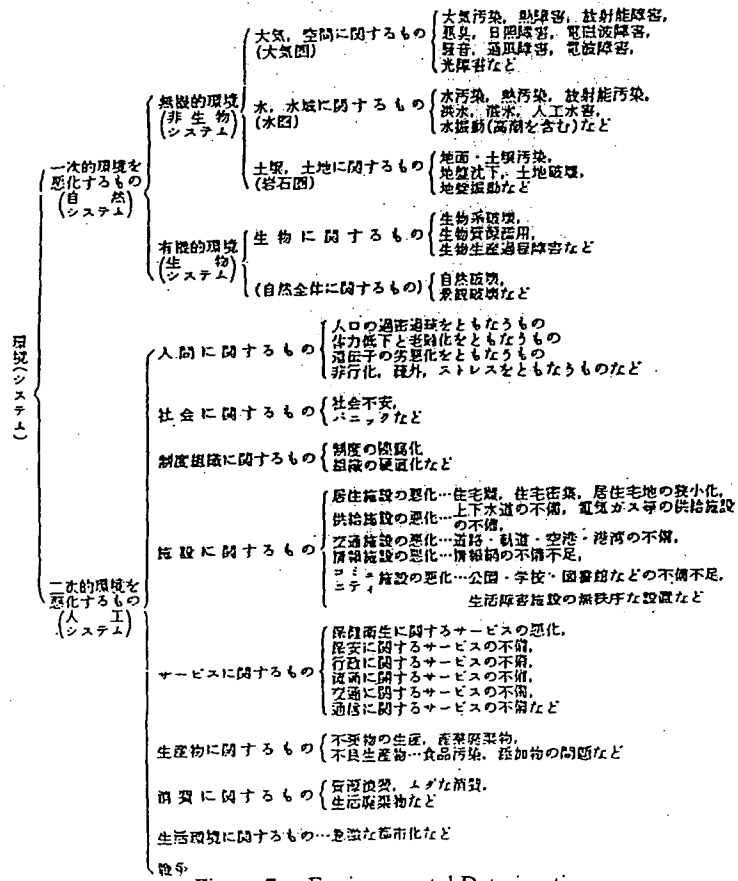 環境(システム)
一次的環境を
悪化するもの
(自然
システム)
無機的環境
(非生物
システム)
大気，空間に関するもの
(大気圏)
大気汚染，熱障害，放射能障害，
悪臭，日照障害，電磁波障害，
騒音，通風障害，電波障害，
光障害など
水，水域に関するもの
(水圏)
水汚染，熱汚染，放射能汚染，
洪水，渇水，人工水害，
水振動(高潮を含む)など
土壌，土地に関するもの
(岩石圏)
地面・土壌汚染，
地盤沈下，土地破壊，
地盤振動など
有機的環境
(生物
システム)
生物に関するもの
生物系破壊，
生物資源濫用，
生物生産過程障害など
(自然全体に関するもの)
自然破壊，
景観破壊など
二次的環境を
悪化するもの
(人工
システム)
人間に関するもの
人口の過密過疎をともなうもの
体力低下と老齢化をともなうもの
遺伝子の劣悪化をともなうもの
非行化，疎外，ストレスをともなうものなど
社会に関するもの
社会不安，
パニックなど
制度組織に関するもの
制度の陳腐化
組織の硬直化など
施設に関するもの
居住施設の悪化…住宅難，住宅密集，居住宅地の狭小化，
供給施設の悪化…上下水道の不備，電気ガス等の供給施設
の不備，
交通施設の悪化…道路・軌道・空港・港湾の不備，
情報施設の悪化…情報網の不備不足，
コミュニティ施設の悪化…公園・学校・図書館などの不備不足，
生活障害施設の無秩序な設置など
サービスに関するもの
保健衛生に関するサービスの悪化，
保安に関するサービスの不備，
行政に関するサービスの不備，
流通に関するサービスの不備，
交通に関するサービスの不備，
通信に関するサービスの不備など
生産物に関するもの
不要物の生産，産業廃棄物，
不良生産物…食品汚染，添加物の問題など
消費に関するもの
資源浪費，ムダな消費，
生活廃棄物など
生活環境に関するもの…急激な都市化など
戦争
Figure 7. Environmental Deterioration